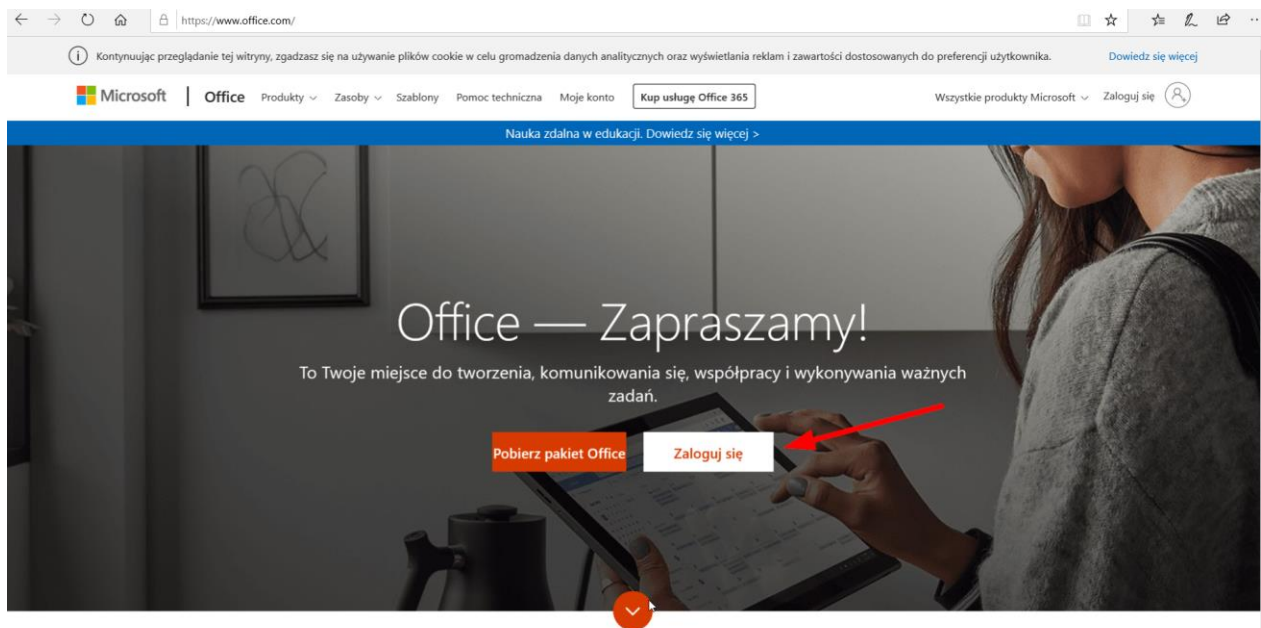 https://www.office.com/
Kontynuując przeglądanie tej witryny, zgadzasz się na używanie plików cookie w celu gromadzenia danych analitycznych oraz wyświetlania reklam i zawartości dostosowanych do preferencji użytkownika. Dowiedz się więcej
Microsoft Office Produkty Zasoby Szablony Pomoc techniczna Moje konto Kup usługę Office 365 Wszystkie produkty Microsoft Zaloguj się
Nauka zdalna w edukacji. Dowiedz się więcej >
Office — Zapraszamy!
To Twoje miejsce do tworzenia, komunikowania się, współpracy i wykonywania ważnych
zadań.
Pobierz pakiet Office Zaloguj się